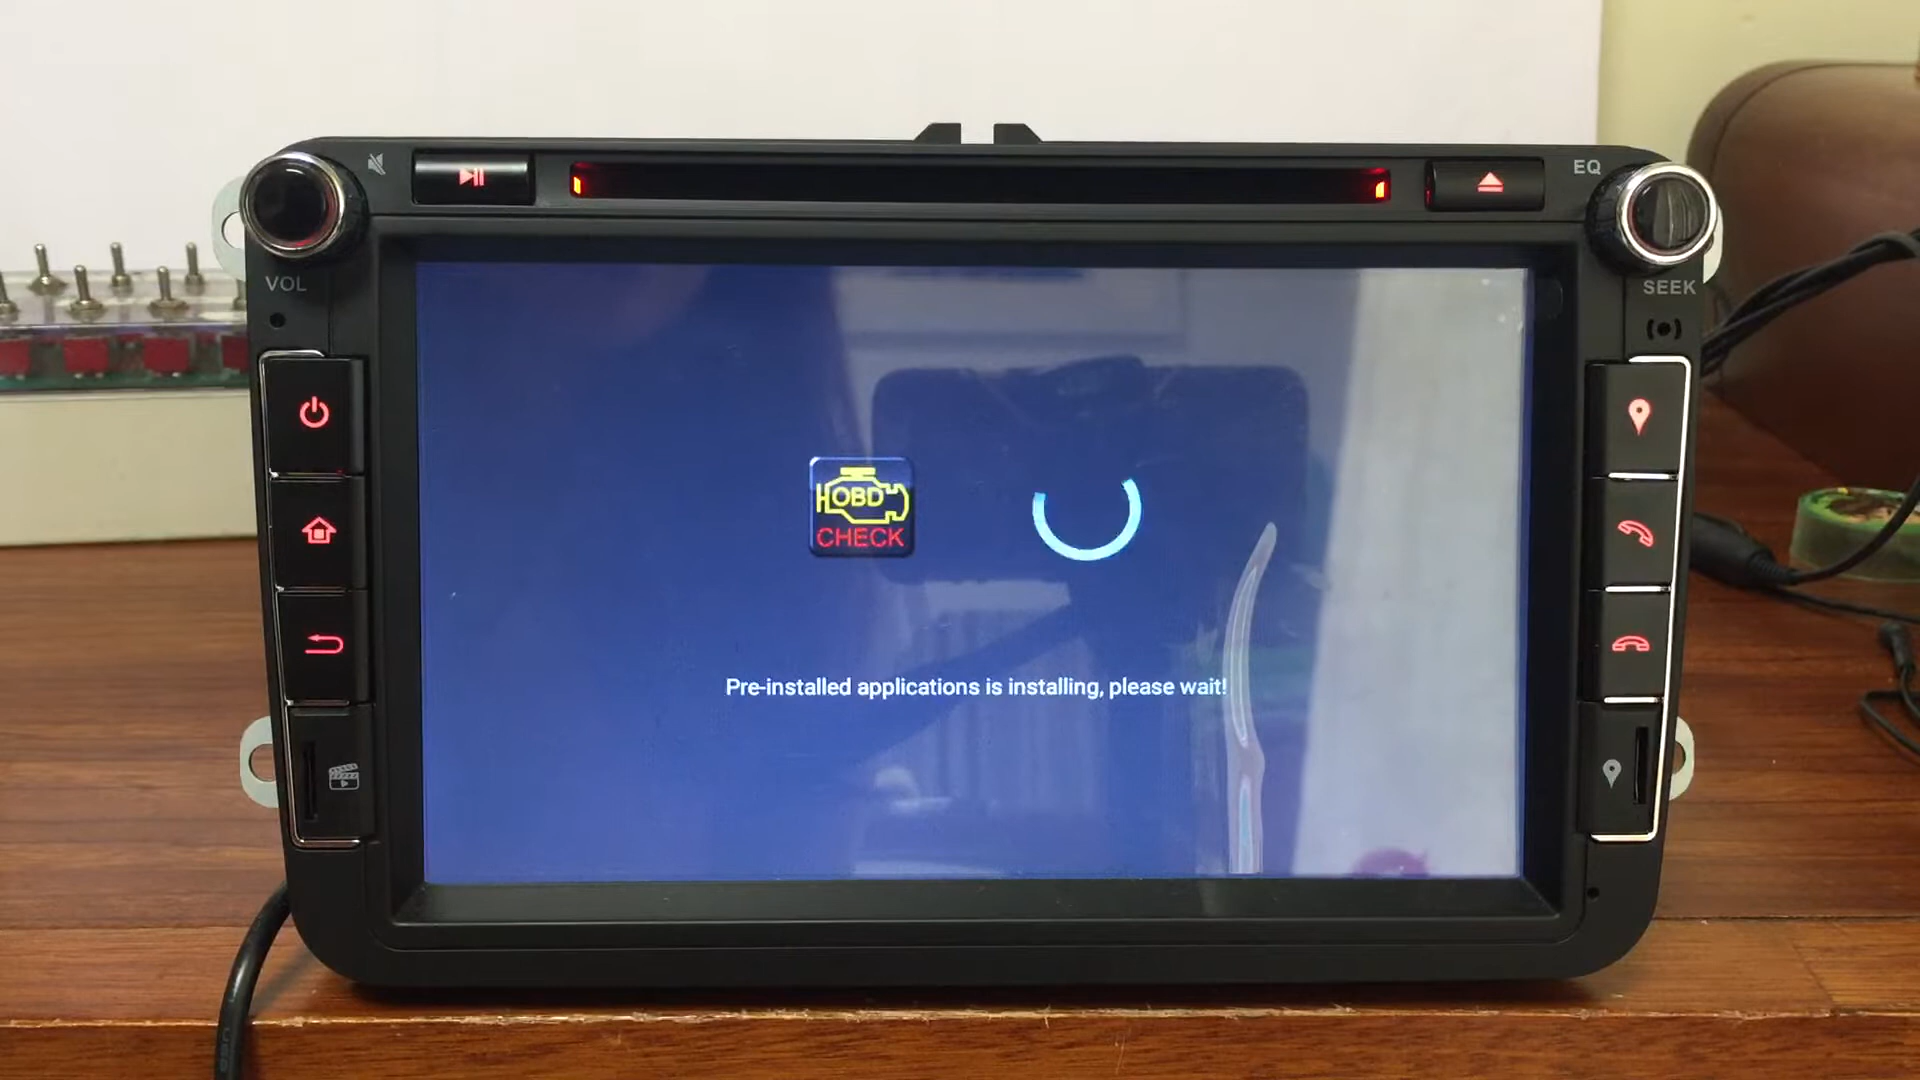 EQ
VOL
SEEK
OBD
CHECK
Pre-installed applications is installing, please wait!